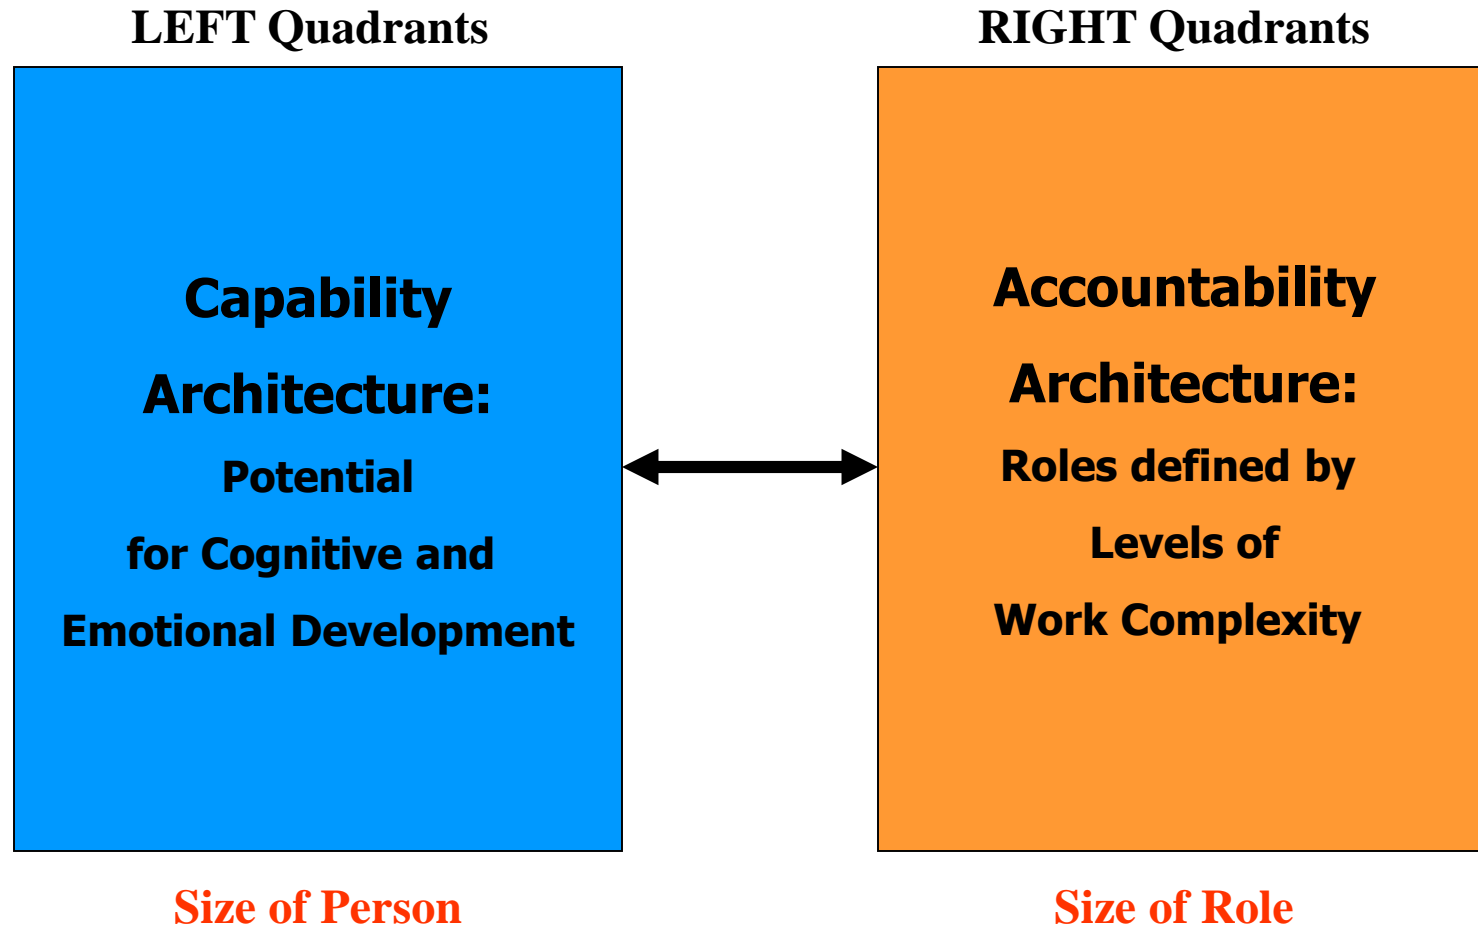 LEFT Quadrants
RIGHT Quadrants
Capability
Architecture:
Potential
for Cognitive and
Emotional Development
Accountability
Architecture:
Roles defined by
Levels of
Work Complexity
Size of Person
Size of Role